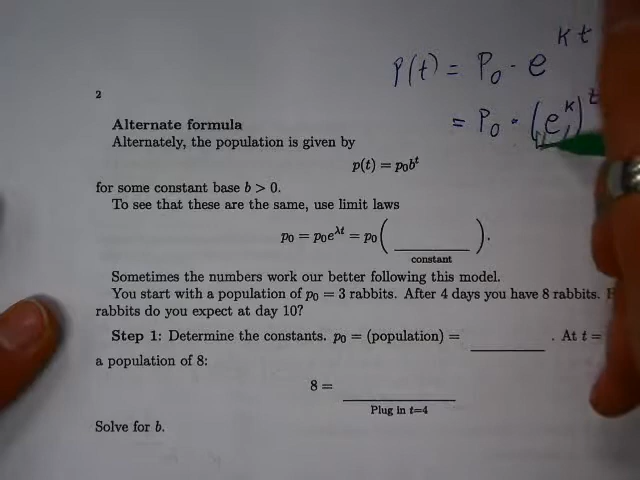 P(t) = P₀ · e^{kt}
= P₀ · (e^k)^t
2
Alternate formula
Alternately, the population is given by
p(t) = p₀bᵗ
for some constant base b > 0.
To see that these are the same, use limit laws
p₀ = p₀e^{λt} = p₀( ________ ).
constant
Sometimes the numbers work our better following this model.
You start with a population of p₀ = 3 rabbits. After 4 days you have 8 rabbits.
rabbits do you expect at day 10?
Step 1: Determine the constants. p₀ = (population) = ________ . At t =
a population of 8:
8 = ________
Plug in t=4
Solve for b.